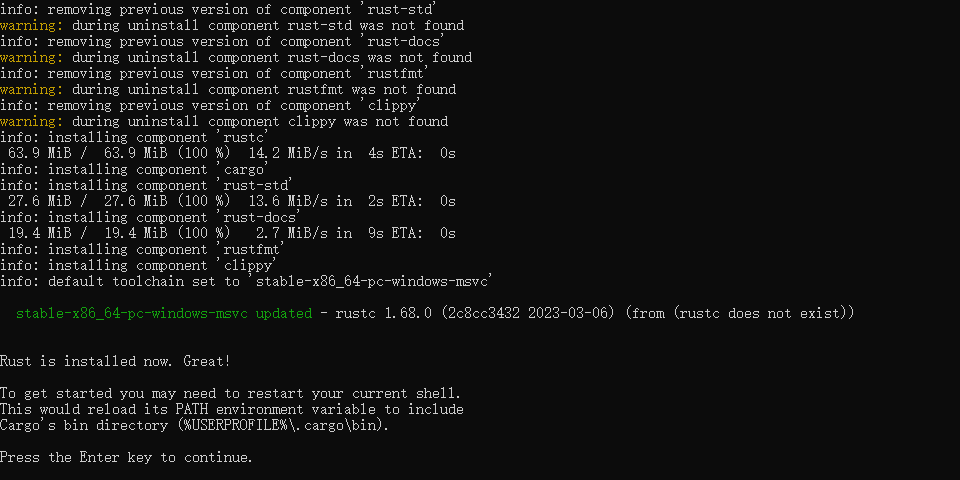 info: removing previous version of component 'rust-std'
warning: during uninstall component rust-std was not found
info: removing previous version of component 'rust-docs'
warning: during uninstall component rust-docs was not found
info: removing previous version of component 'rustfmt'
warning: during uninstall component rustfmt was not found
info: removing previous version of component 'clippy'
warning: during uninstall component clippy was not found
info: installing component 'rustc'
 63.9 MiB /  63.9 MiB (100 %)  14.2 MiB/s in  4s ETA:  0s
info: installing component 'cargo'
info: installing component 'rust-std'
 27.6 MiB /  27.6 MiB (100 %)  13.6 MiB/s in  2s ETA:  0s
info: installing component 'rust-docs'
 19.4 MiB /  19.4 MiB (100 %)   2.7 MiB/s in  9s ETA:  0s
info: installing component 'rustfmt'
info: installing component 'clippy'
info: default toolchain set to 'stable-x86_64-pc-windows-msvc'
  stable-x86_64-pc-windows-msvc updated - rustc 1.68.0 (2c8cc3432 2023-03-06) (from (rustc does not exist))
Rust is installed now. Great!
To get started you may need to restart your current shell.
This would reload its PATH environment variable to include
Cargo's bin directory (%USERPROFILE%\.cargo\bin).
Press the Enter key to continue.